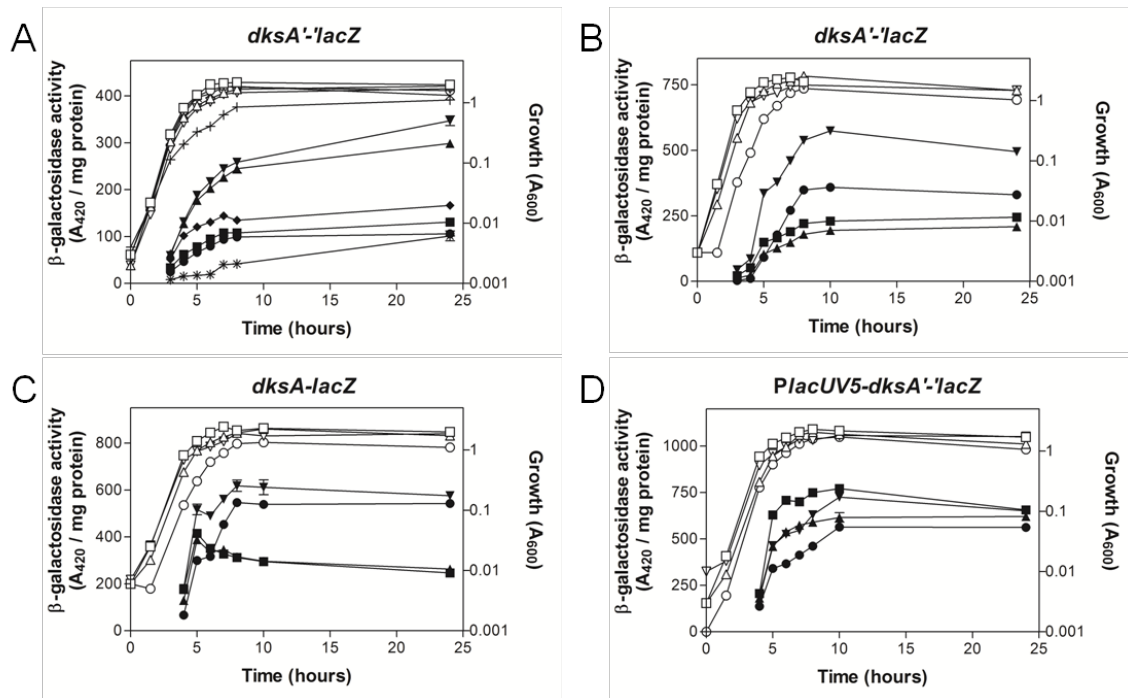 A
dksA'-'lacZ
β-galactosidase activity
(A420 / mg protein)
400
300
200
100
0
1
0.1
0.01
0.001
Growth (A600)
0
5
10
15
20
25
Time (hours)
B
dksA'-'lacZ
β-galactosidase activity
(A420 / mg protein)
750
500
250
0
1
0.1
0.01
0.001
Growth (A600)
0
5
10
15
20
25
Time (hours)
C
dksA-lacZ
β-galactosidase activity
(A420 / mg protein)
800
600
400
200
0
1
0.1
0.01
0.001
Growth (A600)
0
5
10
15
20
25
Time (hours)
D
PlacUV5-dksA'-'lacZ
β-galactosidase activity
(A420 / mg protein)
1000
750
500
250
0
1
0.1
0.01
0.001
Growth (A600)
0
5
10
15
20
25
Time (hours)